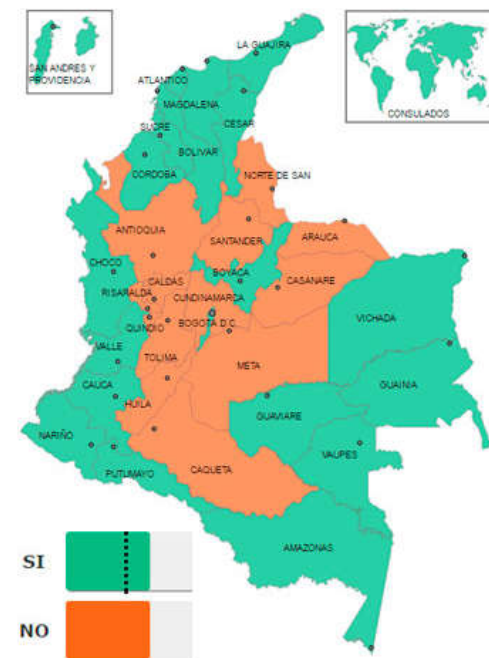 LA GUAJIRA
SAN ANDRES Y
PROVIDENCIA
ATLANTICO
MAGDALENA
CESAR
CONSULADOS
SUCRE
BOLIVAR
CORDOBA
NORTE DE SAN
ANTIOQUIA
SANTANDER
ARAUCA
CHOCO
BOYACA
CALDAS
CASANARE
RISARALDA
CUNDINAMARCA
QUINDIO
BOGOTA D.C.
VICHADA
VALLE
TOLIMA
META
GUAINIA
CAUCA
HUILA
GUAVIARE
NARIÑO
VAUPES
CAQUETA
PUTUMAYO
AMAZONAS
SI
NO